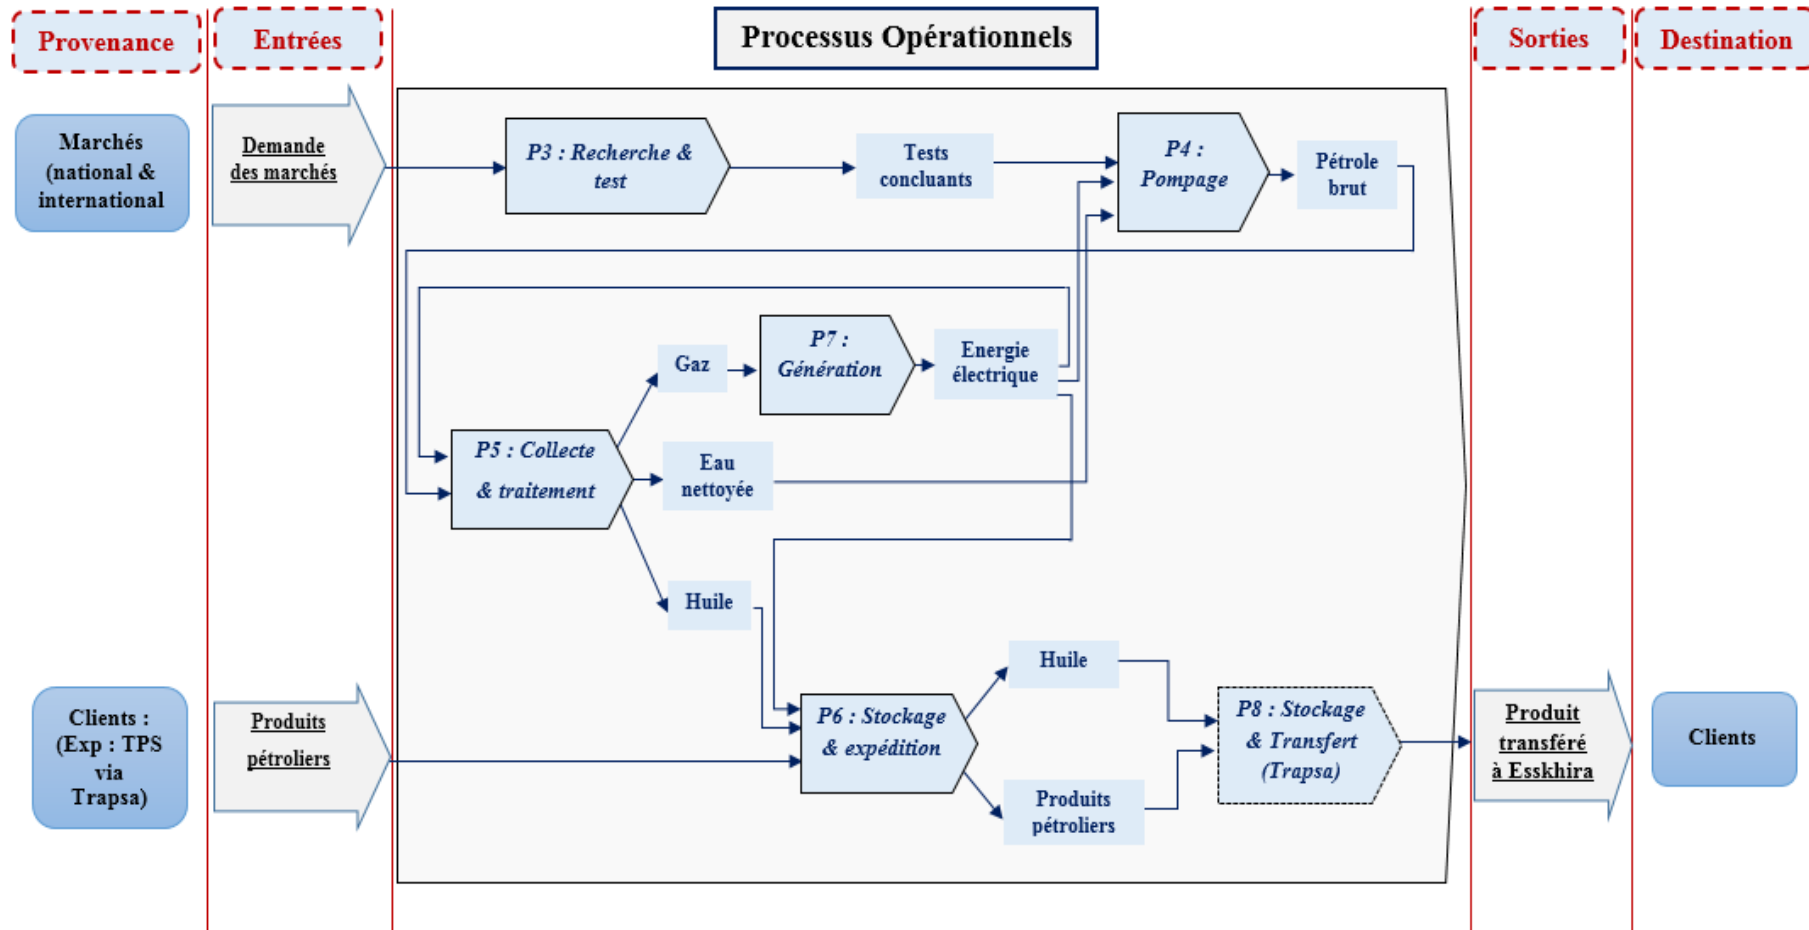 Provenance
Entrées
Processus Opérationnels
Sorties
Destination
Marchés
(national &
international
Demande
des marchés
P3 : Recherche &
test
Tests
concluants
P4 :
Pompage
Pétrole
brut
P7 :
Génération
Energie
électrique
Gaz
P5 : Collecte
& traitement
Eau
nettoyée
Huile
Clients :
(Exp : TPS
via
Trapsa)
Produits
pétroliers
P6 : Stockage
& expédition
Huile
Produits
pétroliers
P8 : Stockage
& Transfert
(Trapsa)
Produit
transféré
à Esskhira
Clients